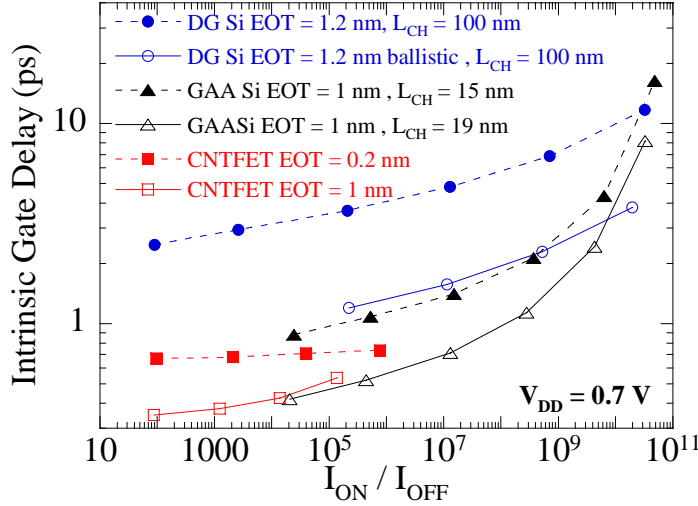 DG Si EOT = 1.2 nm, L_CH = 100 nm
DG Si EOT = 1.2 nm ballistic , L_CH = 100 nm
GAA Si EOT = 1 nm , L_CH = 15 nm
GAASi EOT = 1 nm , L_CH = 19 nm
CNTFET EOT = 0.2 nm
CNTFET EOT = 1 nm
Intrinsic Gate Delay (ps)
10
1
V_DD = 0.7 V
10 1000 10^5 10^7 10^9 10^11
I_ON / I_OFF